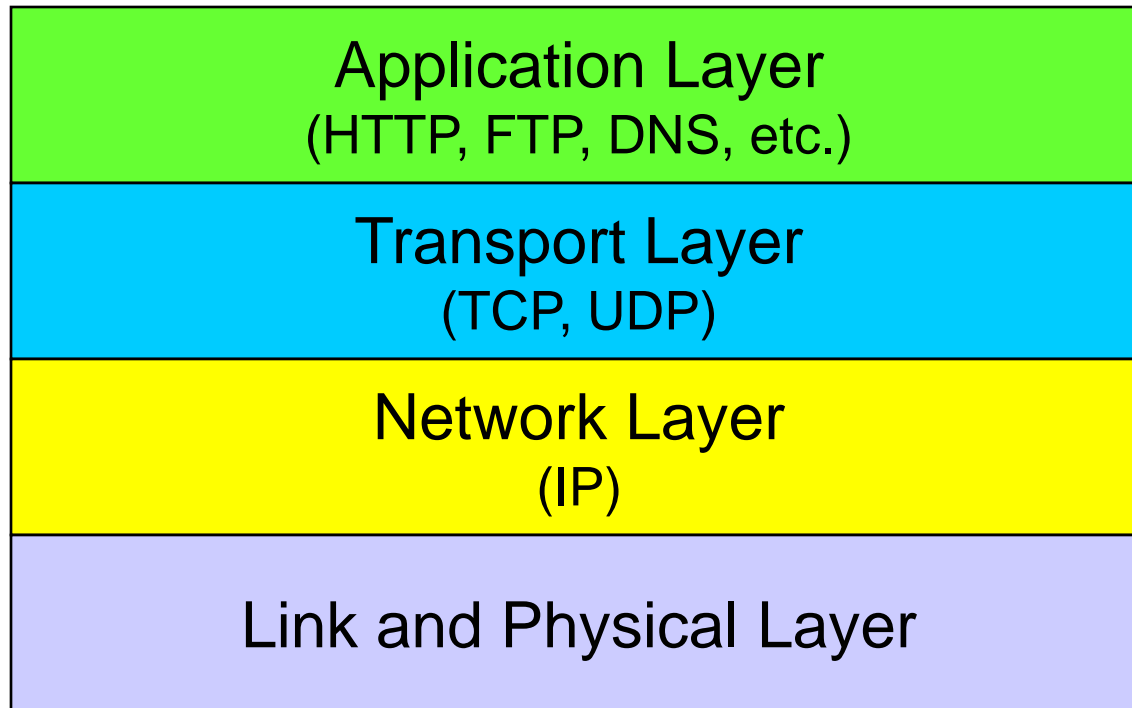 Application Layer
(HTTP, FTP, DNS, etc.)
Transport Layer
(TCP, UDP)
Network Layer
(IP)
Link and Physical Layer